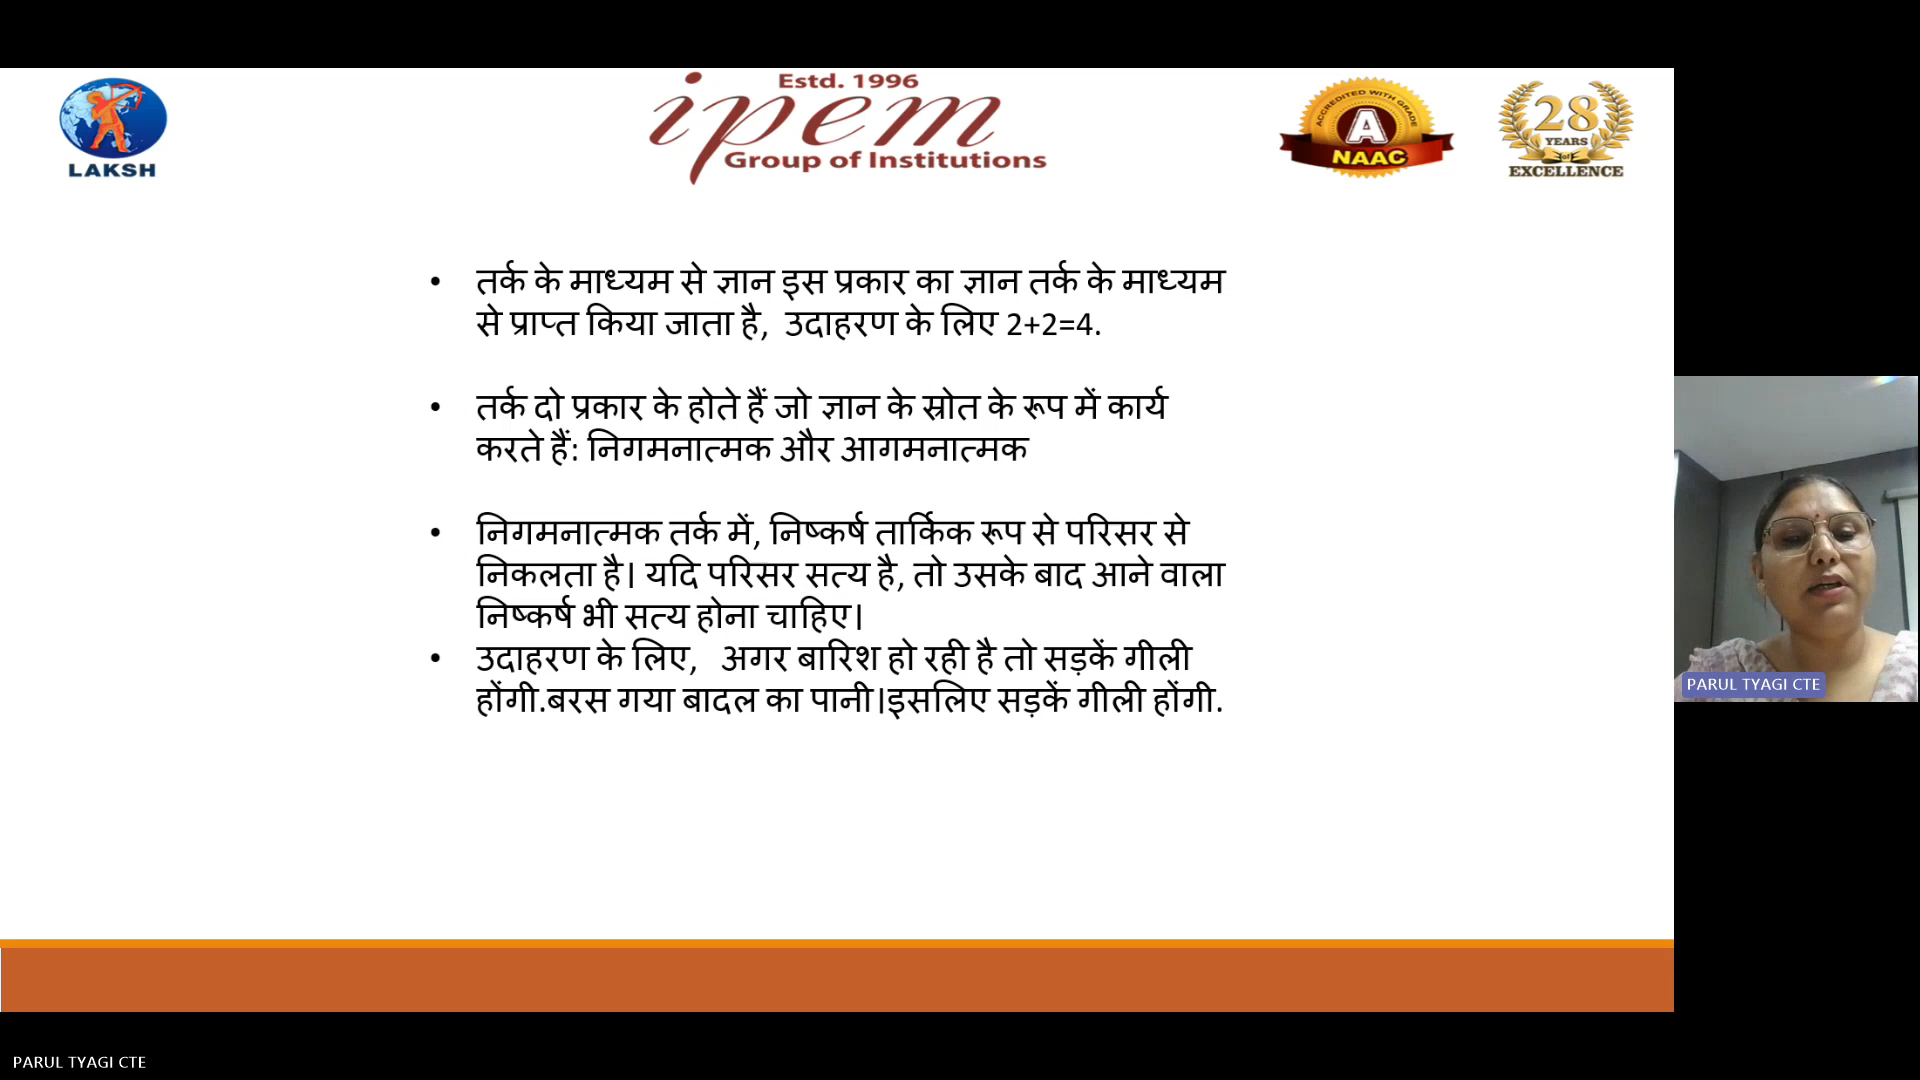 Estd. 1996
ipem
Group of Institutions
LAKSH
ACCREDITED WITH GRADE
A
NAAC
28
YEARS
of
EXCELLENCE
• तर्क के माध्यम से ज्ञान इस प्रकार का ज्ञान तर्क के माध्यम
से प्राप्त किया जाता है, उदाहरण के लिए 2+2=4.
• तर्क दो प्रकार के होते हैं जो ज्ञान के स्रोत के रूप में कार्य
करते हैं: निगमनात्मक और आगमनात्मक
• निगमनात्मक तर्क में, निष्कर्ष तार्किक रूप से परिसर से
निकलता है। यदि परिसर सत्य है, तो उसके बाद आने वाला
निष्कर्ष भी सत्य होना चाहिए।
• उदाहरण के लिए, अगर बारिश हो रही है तो सड़कें गीली
होंगी.बरस गया बादल का पानी।इसलिए सड़कें गीली होंगी.
PARUL TYAGI CTE
PARUL TYAGI CTE